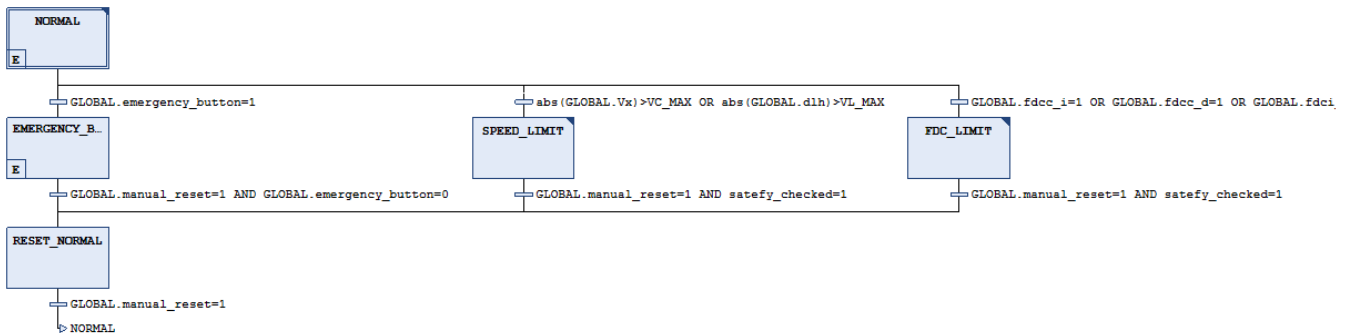 NORMAL
E
GLOBAL.emergency_button=1
abs(GLOBAL.Vx)>VC_MAX OR abs(GLOBAL.dlh)>VL_MAX
GLOBAL.fdcc_i=1 OR GLOBAL.fdcc_d=1 OR GLOBAL.fdci_
EMERGENCY_B...
SPEED_LIMIT
FDC_LIMIT
E
GLOBAL.manual_reset=1 AND GLOBAL.emergency_button=0
GLOBAL.manual_reset=1 AND satefy_checked=1
GLOBAL.manual_reset=1 AND satefy_checked=1
RESET_NORMAL
GLOBAL.manual_reset=1
NORMAL